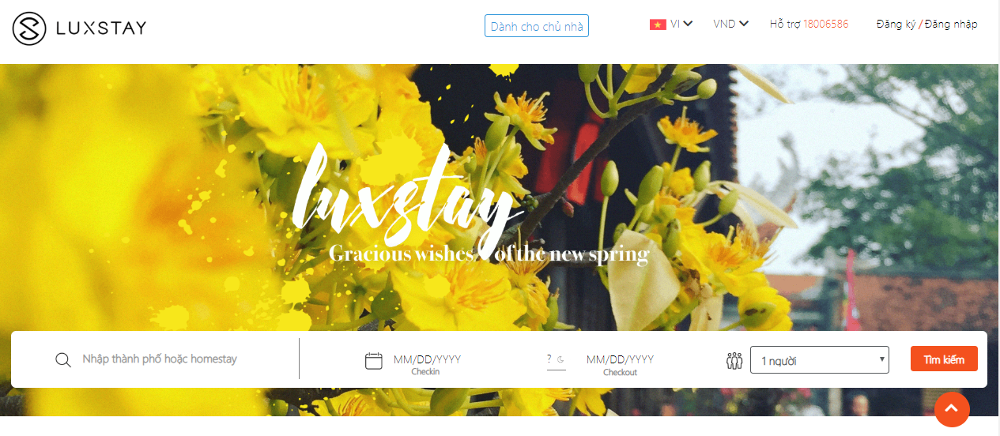 LUXSTAY
Dành cho chủ nhà
VI
VND
Hỗ trợ 18006586
Đăng ký / Đăng nhập
luxstay
Gracious wishes of the new spring
Nhập thành phố hoặc homestay
MM/DD/YYYY
Checkin
?
MM/DD/YYYY
Checkout
1 người
Tìm kiếm